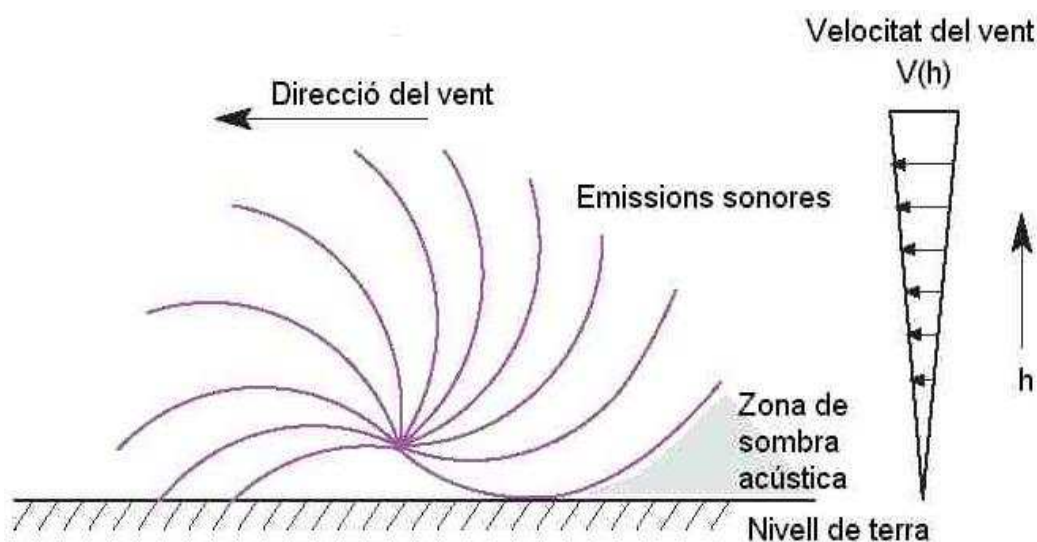 Velocitat del vent
V(h)
Direcció del vent
Emissions sonores
h
Zona de
sombra
acústica
Nivell de terra